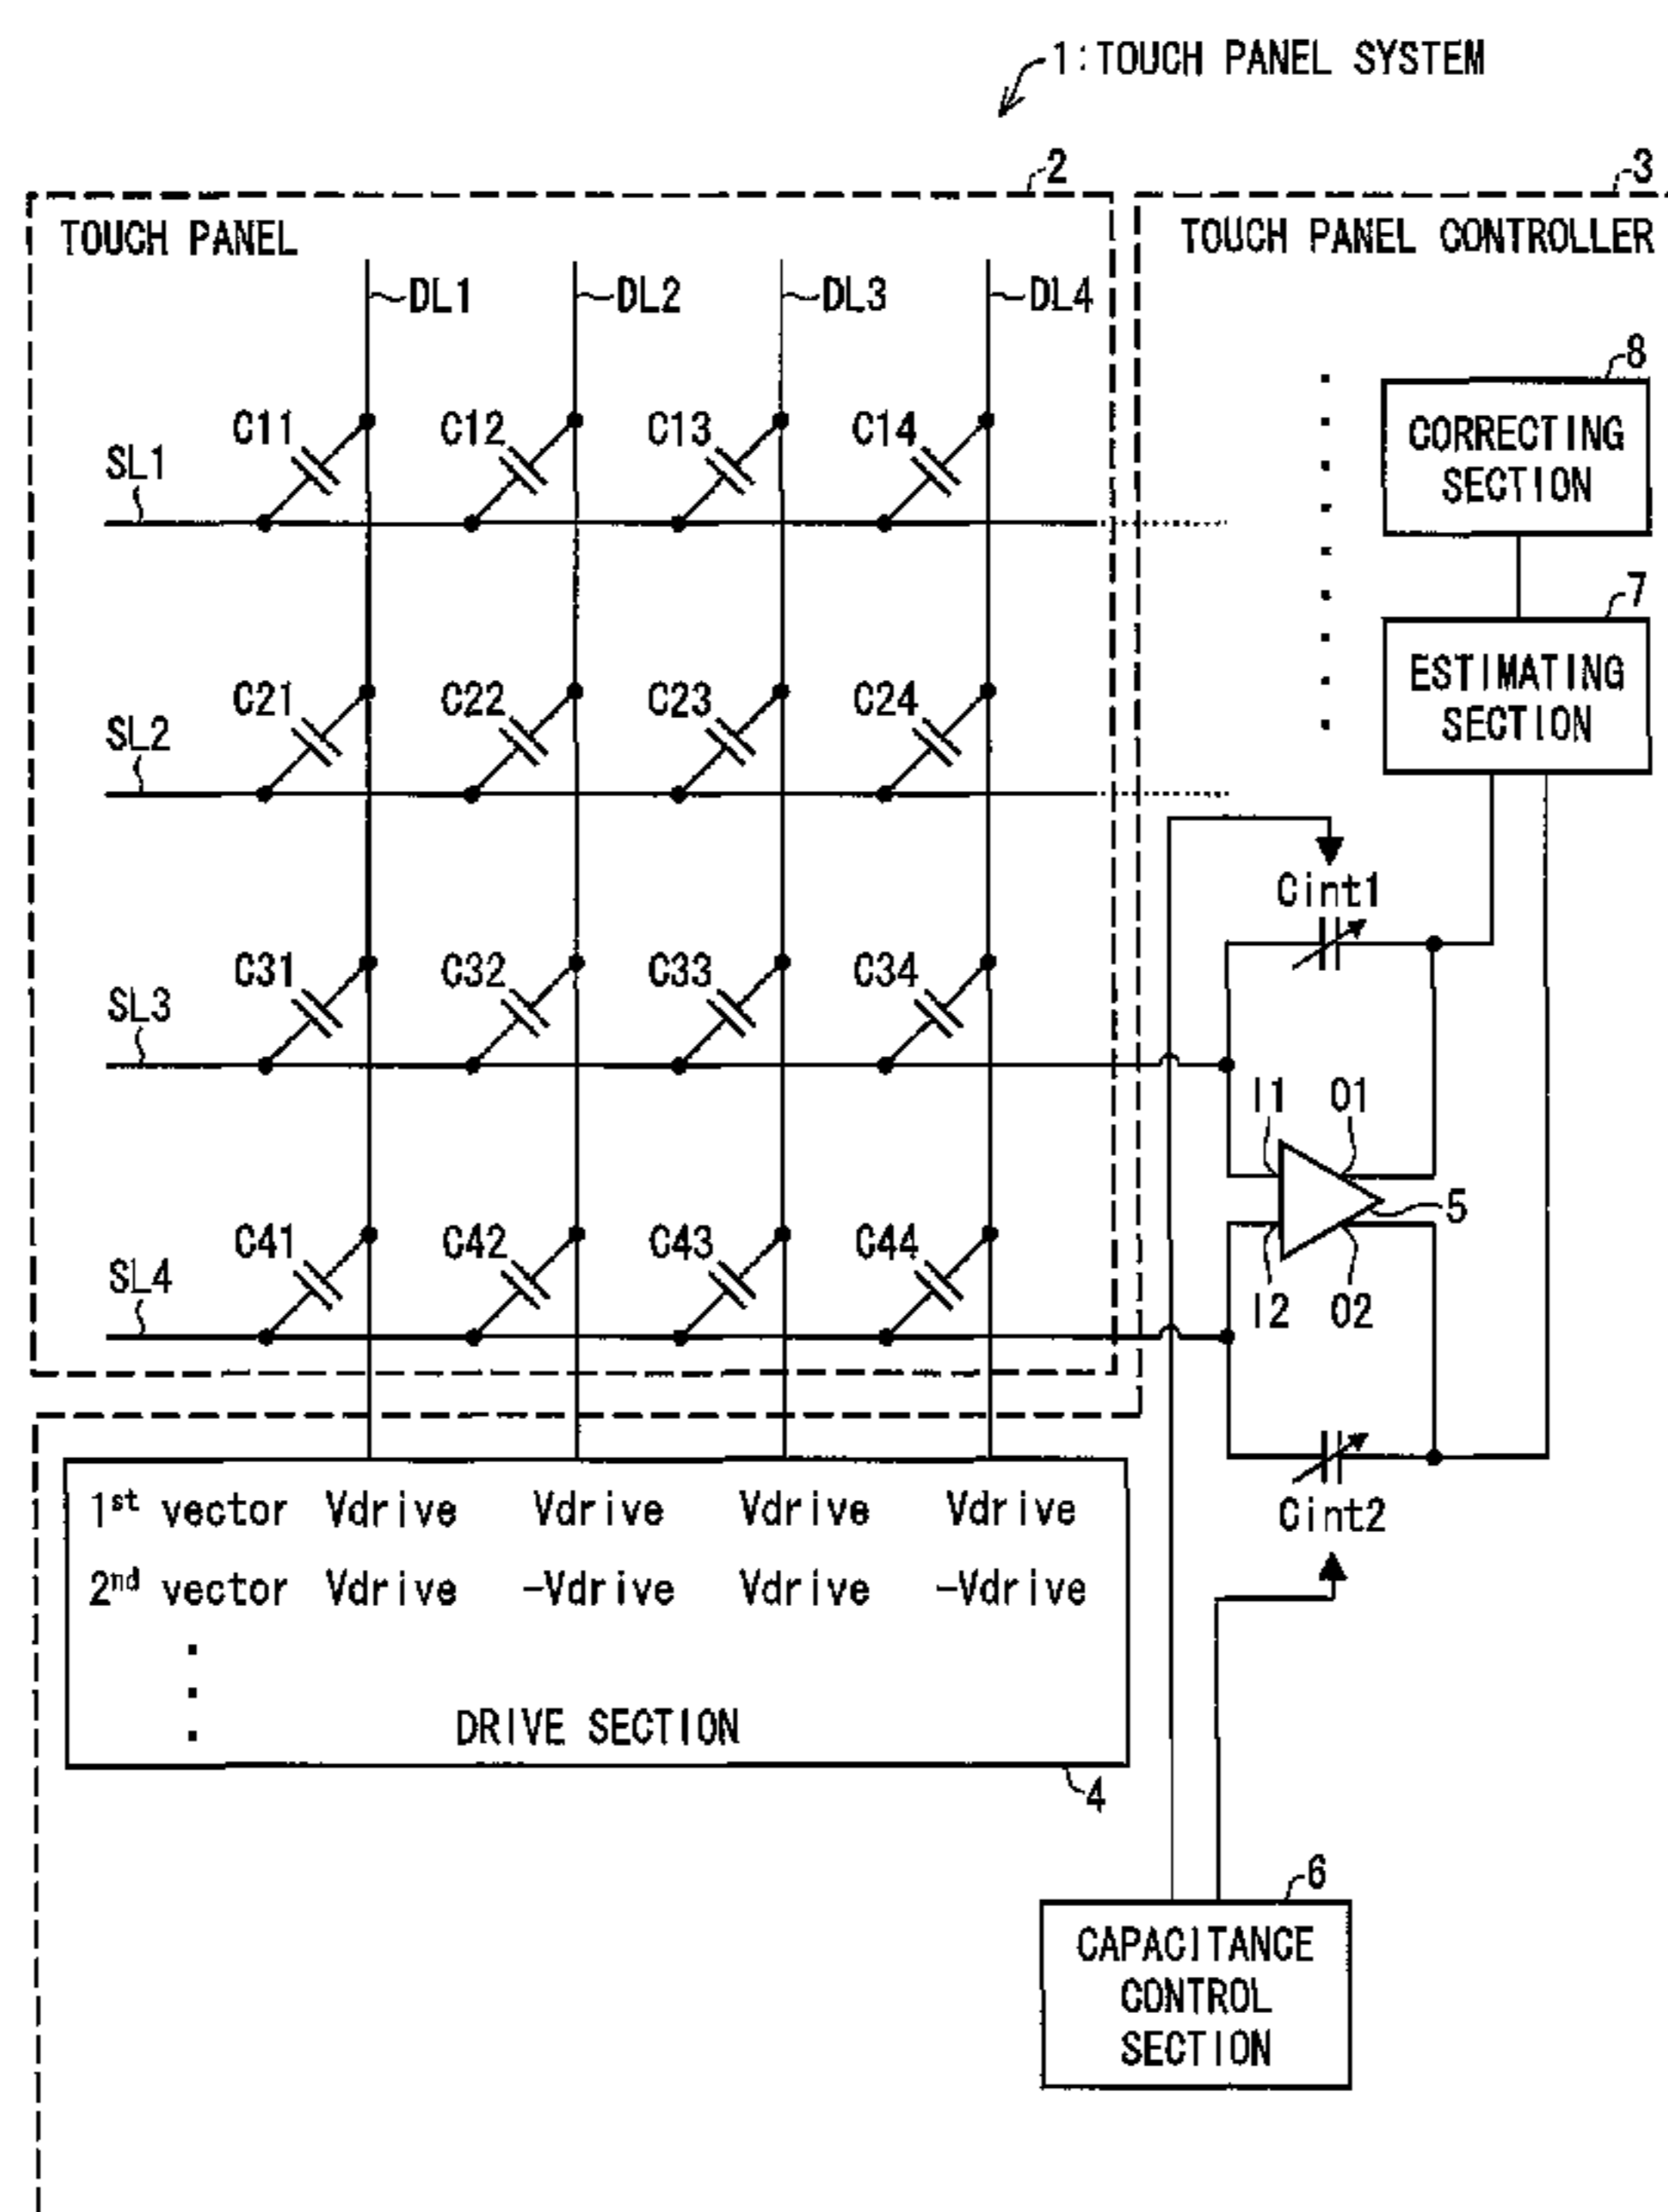 1:TOUCH PANEL SYSTEM
2
3
TOUCH PANEL
TOUCH PANEL CONTROLLER
DL1
DL2
DL3
DL4
8
CORRECTING
SECTION
C11
C12
C13
C14
SL1
7
ESTIMATING
SECTION
C21
C22
C23
C24
SL2
Cint1
C31
C32
C33
C34
SL3
I1
O1
5
C41
C42
C43
C44
SL4
I2
O2
1st vector Vdrive Vdrive Vdrive Vdrive
Cint2
2nd vector Vdrive -Vdrive Vdrive -Vdrive
DRIVE SECTION
4
6
CAPACITANCE
CONTROL
SECTION